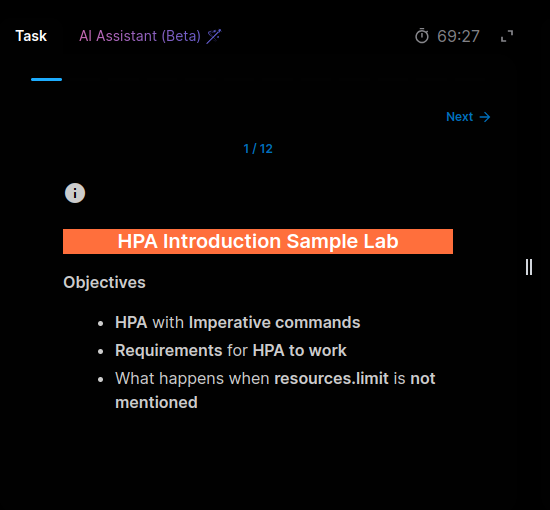 Task AI Assistant (Beta) 69:27
Next
1 / 12
HPA Introduction Sample Lab
Objectives
HPA with Imperative commands
Requirements for HPA to work
What happens when resources.limit is not
mentioned